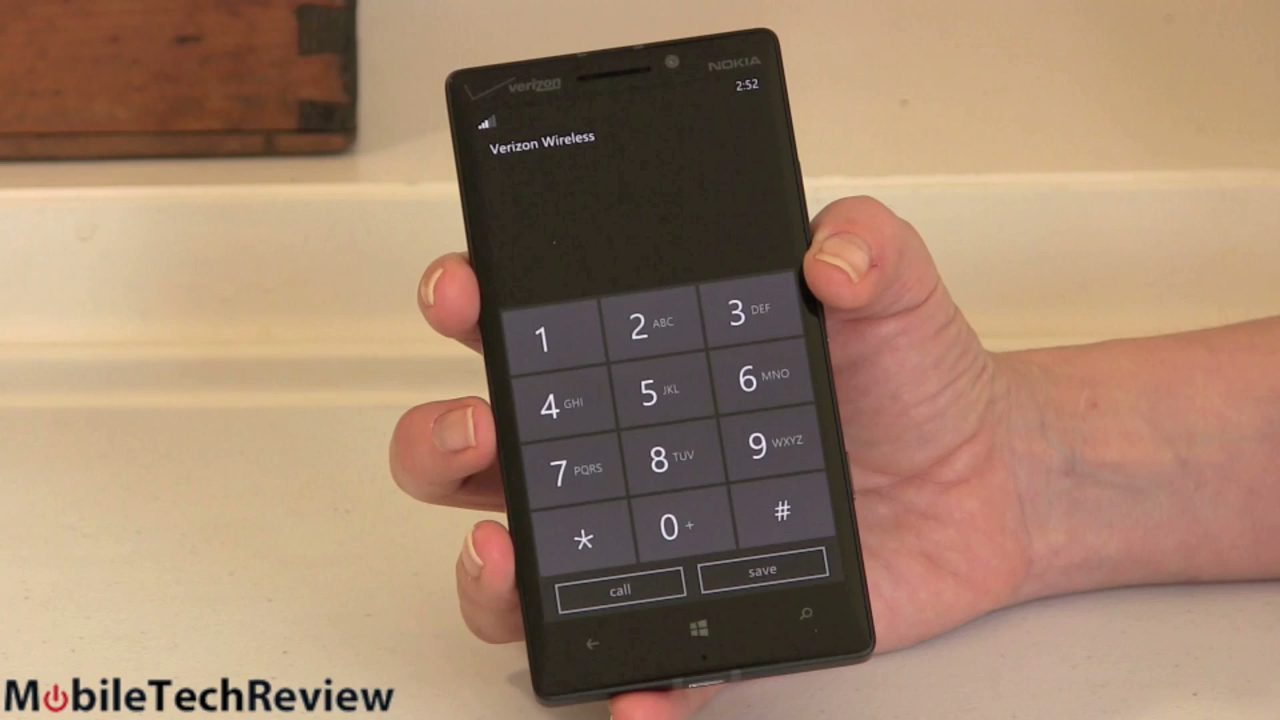 verizon
NOKIA
2:52
Verizon Wireless
1
2 ABC
3 DEF
4 GHI
5 JKL
6 MNO
7 PQRS
8 TUV
9 WXYZ
*
0 +
#
call
save
MobileTechReview